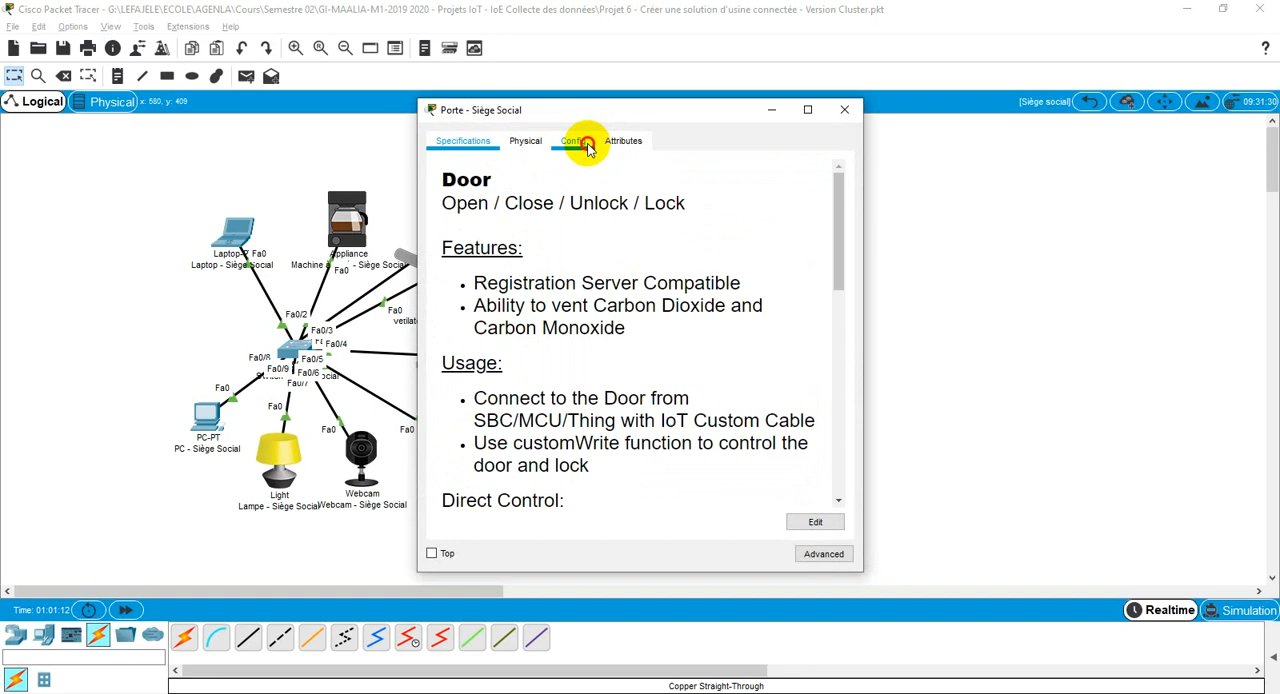 Cisco Packet Tracer - G:\LEFAJELE\ECOLE\AGENLA\Cours\Semestre 02\GI-MAALIA-M1-2019 2020 - Projets IoT - IoE Collecte des données\Projet 6 - Créer une solution d'usine connectée - Version Cluster.pkt
File Edit Options View Tools Extensions Help
Logical Physical x: 580, y: 409 [Siège social] 09:31:30
Porte - Siège Social
Specifications Physical Config Attributes
Door
Open / Close / Unlock / Lock
Features:
Registration Server Compatible
Ability to vent Carbon Dioxide and
Carbon Monoxide
Usage:
Connect to the Door from
SBC/MCU/Thing with IoT Custom Cable
Use customWrite function to control the
door and lock
Direct Control:
Edit
Top
Advanced
Fa0
Laptop - Siège Social
Appliance
Fa0
Fa0
Fa0/2
Fa0/3
Fa0/4
Fa0/8
Fa0/5
Fa0/9
Fa0/6
Fa0
Fa0
Fa0
Fa0
PC-PT
PC - Siège Social
Light
Lampe - Siège Social
Webcam
Webcam - Siège Social
Time: 01:01:12
Realtime Simulation
Copper Straight-Through